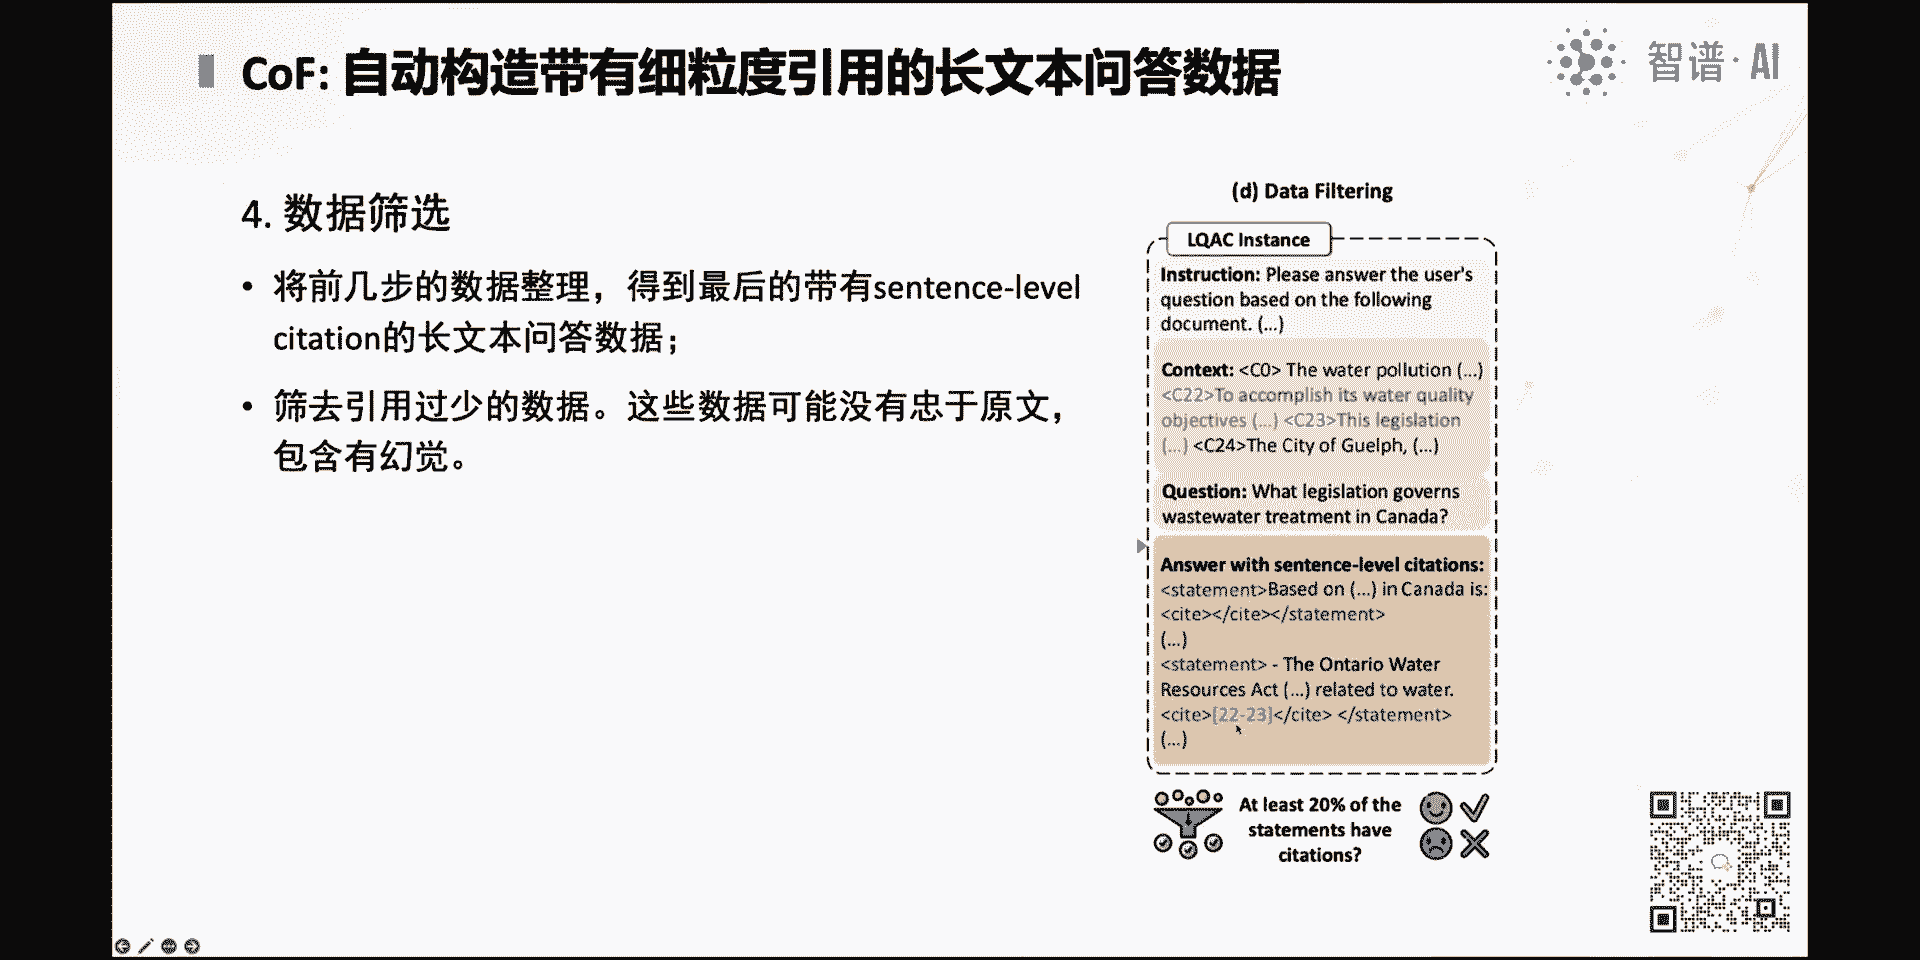 CoF: 自动构造带有细粒度引用的长文本问答数据
智谱·AI
4. 数据筛选
• 将前几步的数据整理，得到最后的带有sentence-level
citation的长文本问答数据；
• 筛去引用过少的数据。这些数据可能没有忠于原文，
包含有幻觉。
(d) Data Filtering
LQAC Instance
Instruction: Please answer the user's
question based on the following
document. (...)
Context: <C0> The water pollution (...)
<C22>To accomplish its water quality
objectives (...) <C23>This legislation
(...) <C24>The City of Guelph, (...)
Question: What legislation governs
wastewater treatment in Canada?
Answer with sentence-level citations:
<statement>Based on (...) in Canada is:
<cite></cite></statement>
(...)
<statement> - The Ontario Water
Resources Act (...) related to water.
<cite>[22-23]</cite> </statement>
(...)
At least 20% of the
statements have
citations?